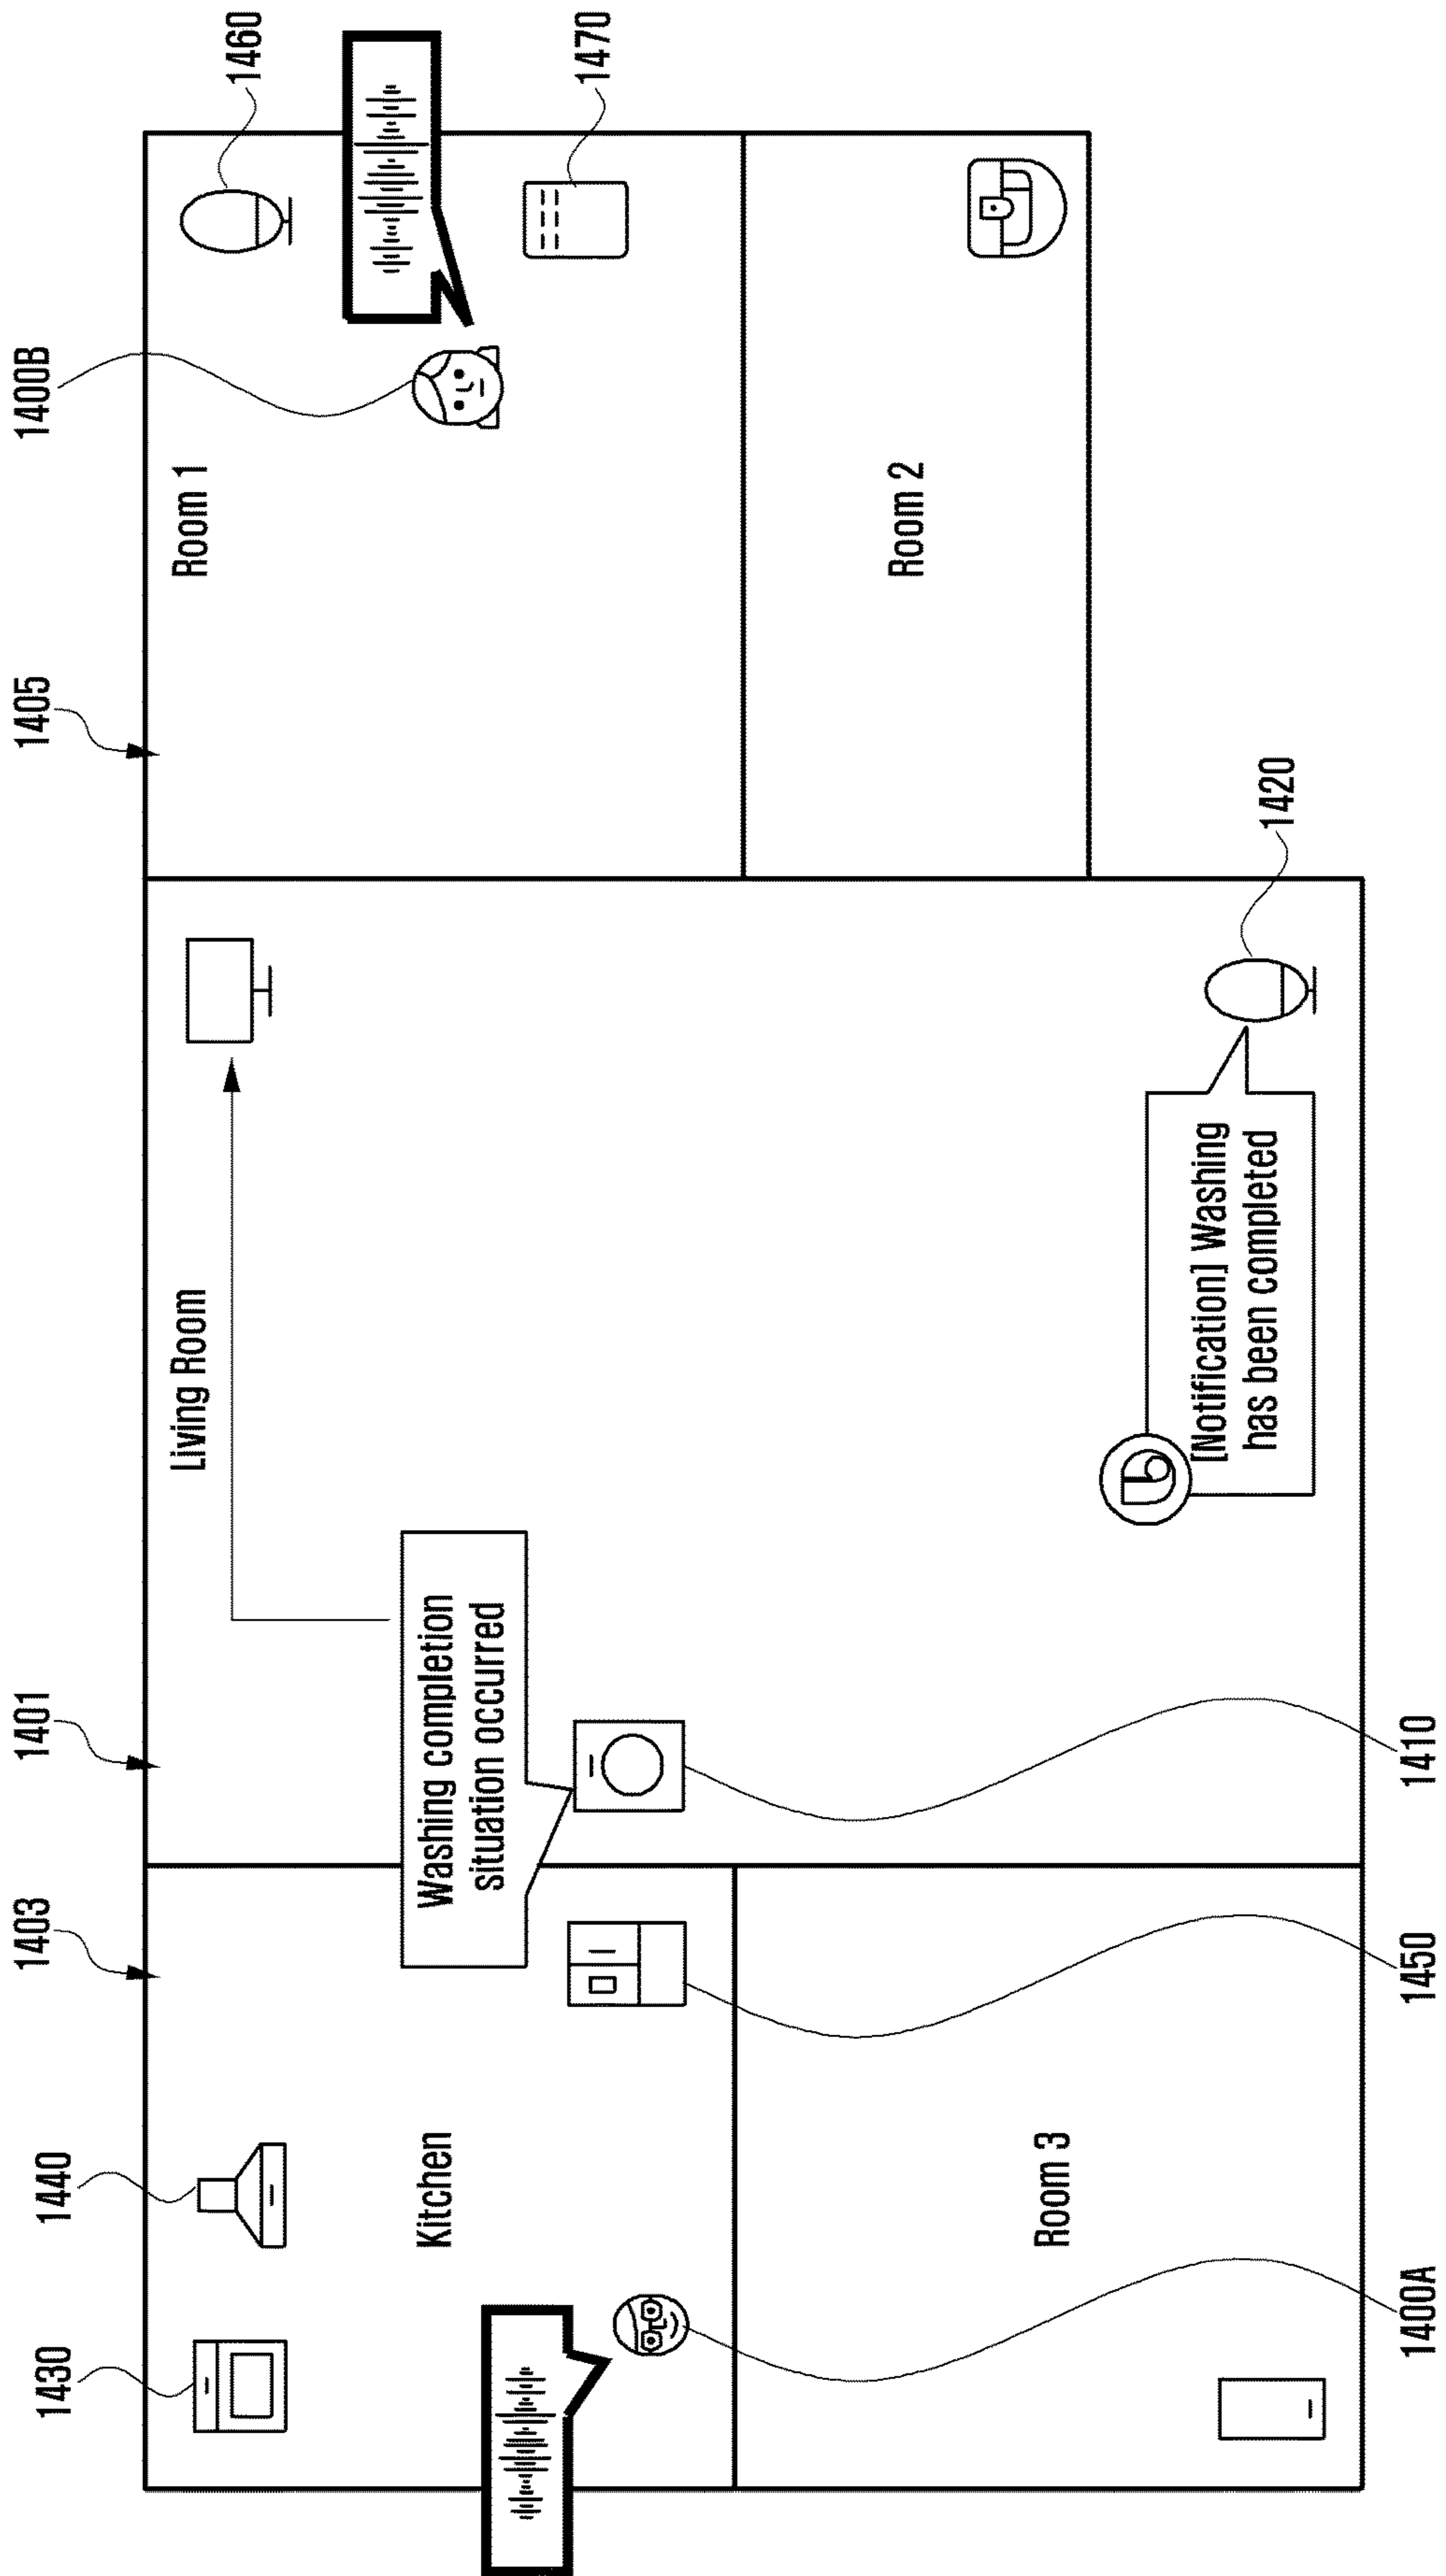 1403
1401
1405
1400B
1460
1430
1440
Living Room
Room 1
1470
Kitchen
Washing completion
situation occurred
Room 2
Room 3
[Notification] Washing
has been completed
1420
1400A
1450
1410